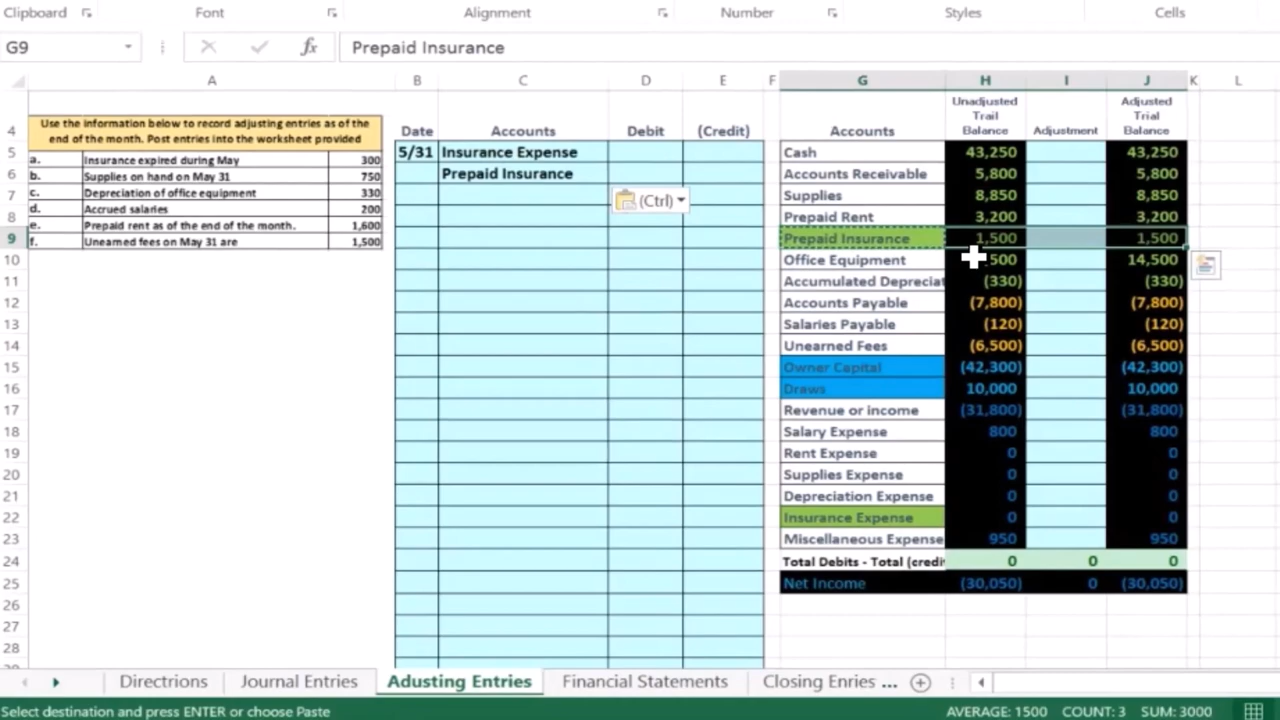 Clipboard Font Alignment Number Styles Cells
G9 fx Prepaid Insurance
A B C D E F G H I J K L
Use the information below to record adjusting entries as of the
end of the month. Post entries into the worksheet provided
4 Date Accounts Debit (Credit) Accounts Unadjusted Trail Balance Adjustment Adjusted Trial Balance
5 5/31 Insurance Expense Cash 43,250 43,250
a. Insurance expired during May 300
6 Prepaid Insurance Accounts Receivable 5,800 5,800
b. Supplies on hand on May 31 750
7 (Ctrl) Supplies 8,850 8,850
c. Depreciation of office equipment 330
d. Accrued salaries 200
8 Prepaid Rent 3,200 3,200
e. Prepaid rent as of the end of the month. 1,600
9 Prepaid Insurance 1,500 1,500
f. Unearned fees on May 31 are 1,500
10 Office Equipment 500 14,500
11 Accumulated Depreciat (330) (330)
12 Accounts Payable (7,800) (7,800)
13 Salaries Payable (120) (120)
14 Unearned Fees (6,500) (6,500)
15 Owner Capital (42,300) (42,300)
16 Draws 10,000 10,000
17 Revenue or income (31,800) (31,800)
18 Salary Expense 800 800
19 Rent Expense 0 0
20 Supplies Expense 0 0
21 Depreciation Expense 0 0
22 Insurance Expense 0 0
23 Miscellaneous Expense 950 950
24 Total Debits - Total (credi 0 0 0
25 Net Income (30,050) 0 (30,050)
26
27
28
Directions Journal Entries Adusting Entries Financial Statements Closing Enries ...
Select destination and press ENTER or choose Paste AVERAGE: 1500 COUNT: 3 SUM: 3000